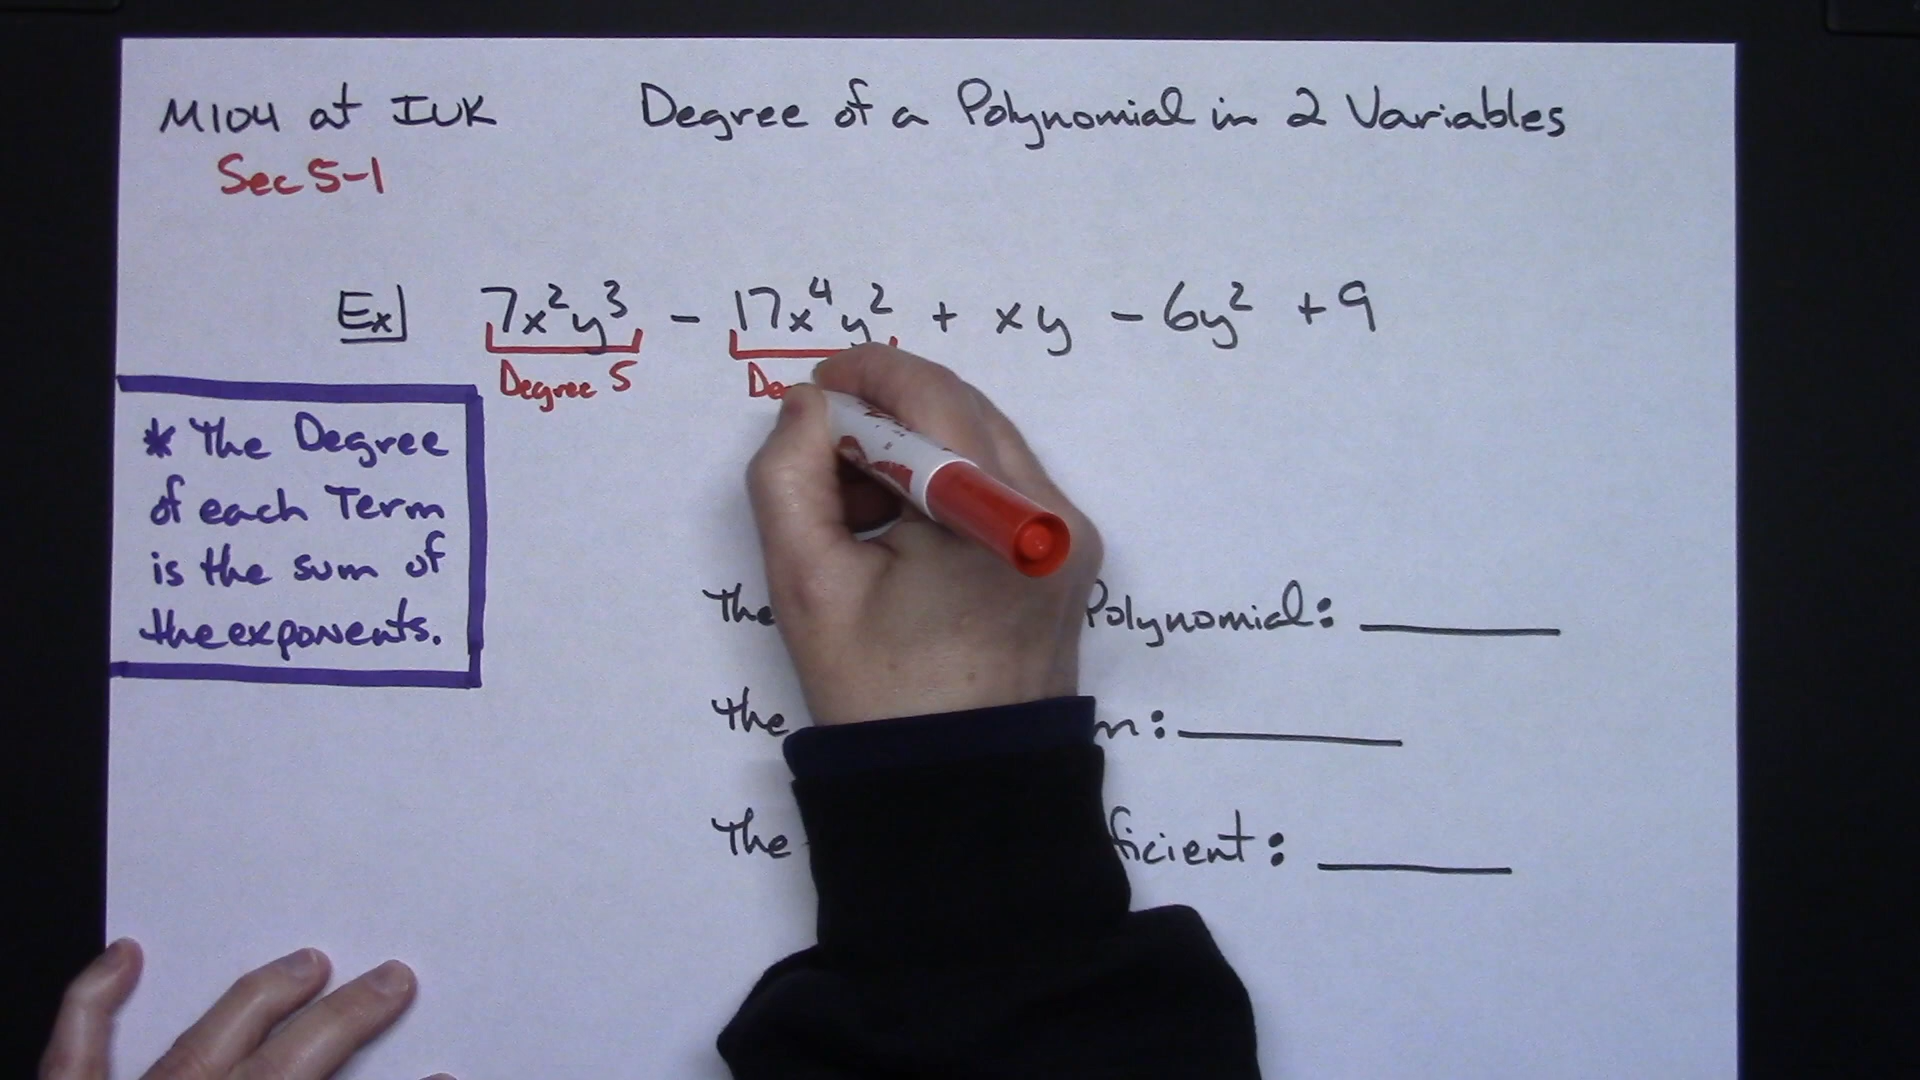 M104 at IUK
Degree of a Polynomial in 2 Variables
Sec 5-1
Ex] 7x²y³ - 17x⁴y² + xy - 6y² + 9
Degree 5
* The Degree
of each Term
is the sum of
the exponents.
The Polynomial:
The
The